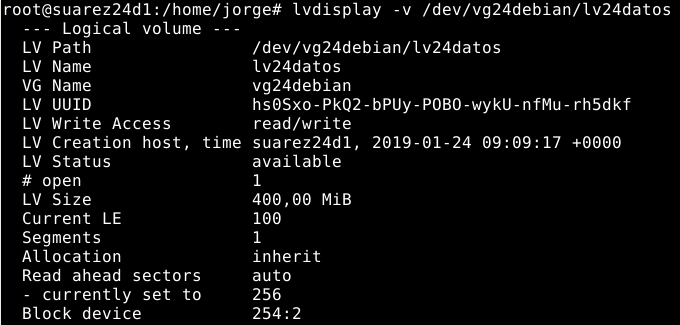 root@suarez24d1:/home/jorge# lvdisplay -v /dev/vg24debian/lv24datos
--- Logical volume ---
LV Path /dev/vg24debian/lv24datos
LV Name lv24datos
VG Name vg24debian
LV UUID hs0Sxo-PkQ2-bPUy-POBO-wykU-nfMu-rh5dkf
LV Write Access read/write
LV Creation host, time suarez24d1, 2019-01-24 09:09:17 +0000
LV Status available
# open 1
LV Size 400,00 MiB
Current LE 100
Segments 1
Allocation inherit
Read ahead sectors auto
- currently set to 256
Block device 254:2